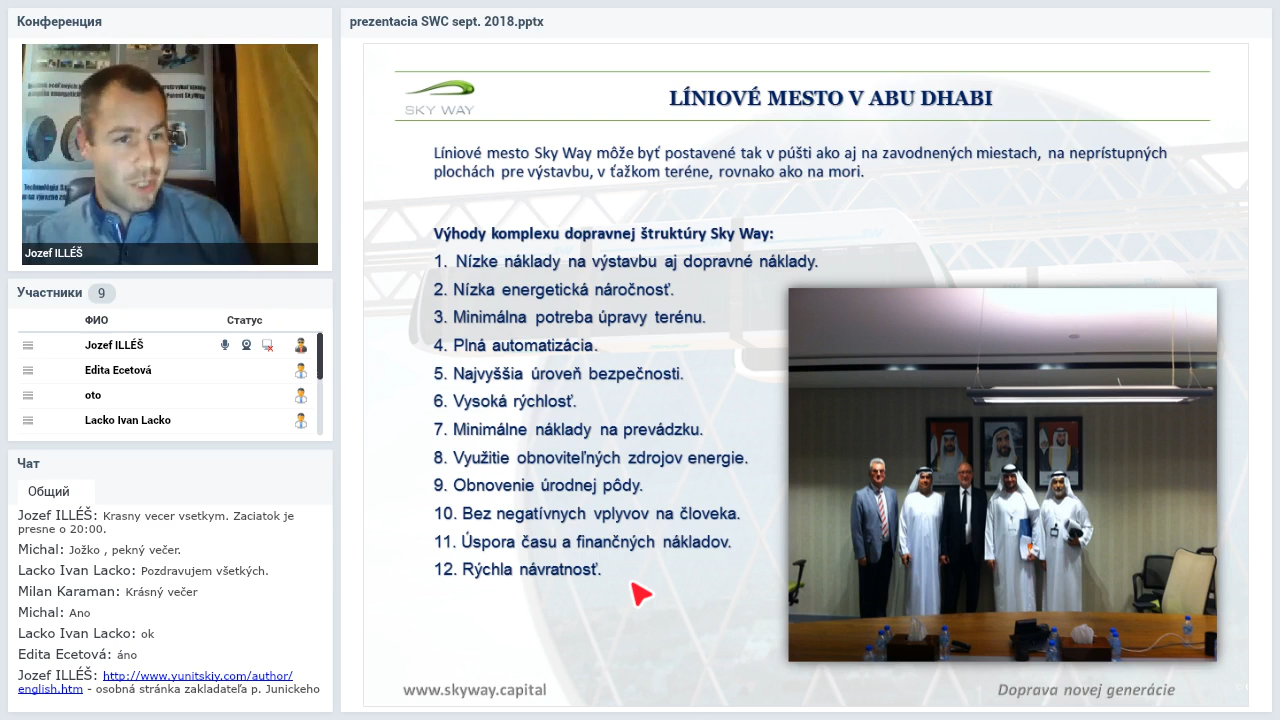 Конференция
Jozef ILLÉŠ
Участники 9
ФИО Статус
Jozef ILLÉŠ
Edita Ecetová
oto
Lacko Ivan Lacko
Чат
Общий
Jozef ILLÉŠ: Krasny vecer vsetkym. Zaciatok je
presne o 20:00.
Michal: Jožko , pekný večer.
Lacko Ivan Lacko: Pozdravujem všetkých.
Milan Karaman: Krásný večer
Michal: Ano
Lacko Ivan Lacko: ok
Edita Ecetová: áno
Jozef ILLÉŠ: http://www.yunitskiy.com/author/
english.htm - osobná stránka zakladateľa p. Junickeho
prezentacia SWC sept. 2018.pptx
SKY WAY
LÍNIOVÉ MESTO V ABU DHABI
Líniové mesto Sky Way môže byť postavené tak v púšti ako aj na zavodnených miestach, na neprístupných
plochách pre výstavbu, v ťažkom teréne, rovnako ako na mori.
Výhody komplexu dopravnej štruktúry Sky Way:
1. Nízke náklady na výstavbu aj dopravné náklady.
2. Nízka energetická náročnosť.
3. Minimálna potreba úpravy terénu.
4. Plná automatizácia.
5. Najvyššia úroveň bezpečnosti.
6. Vysoká rýchlosť.
7. Minimálne náklady na prevádzku.
8. Využitie obnoviteľných zdrojov energie.
9. Obnovenie úrodnej pôdy.
10. Bez negatívnych vplyvov na človeka.
11. Úspora času a finančných nákladov.
12. Rýchla návratnosť.
www.skyway.capital
Doprava novej generácie